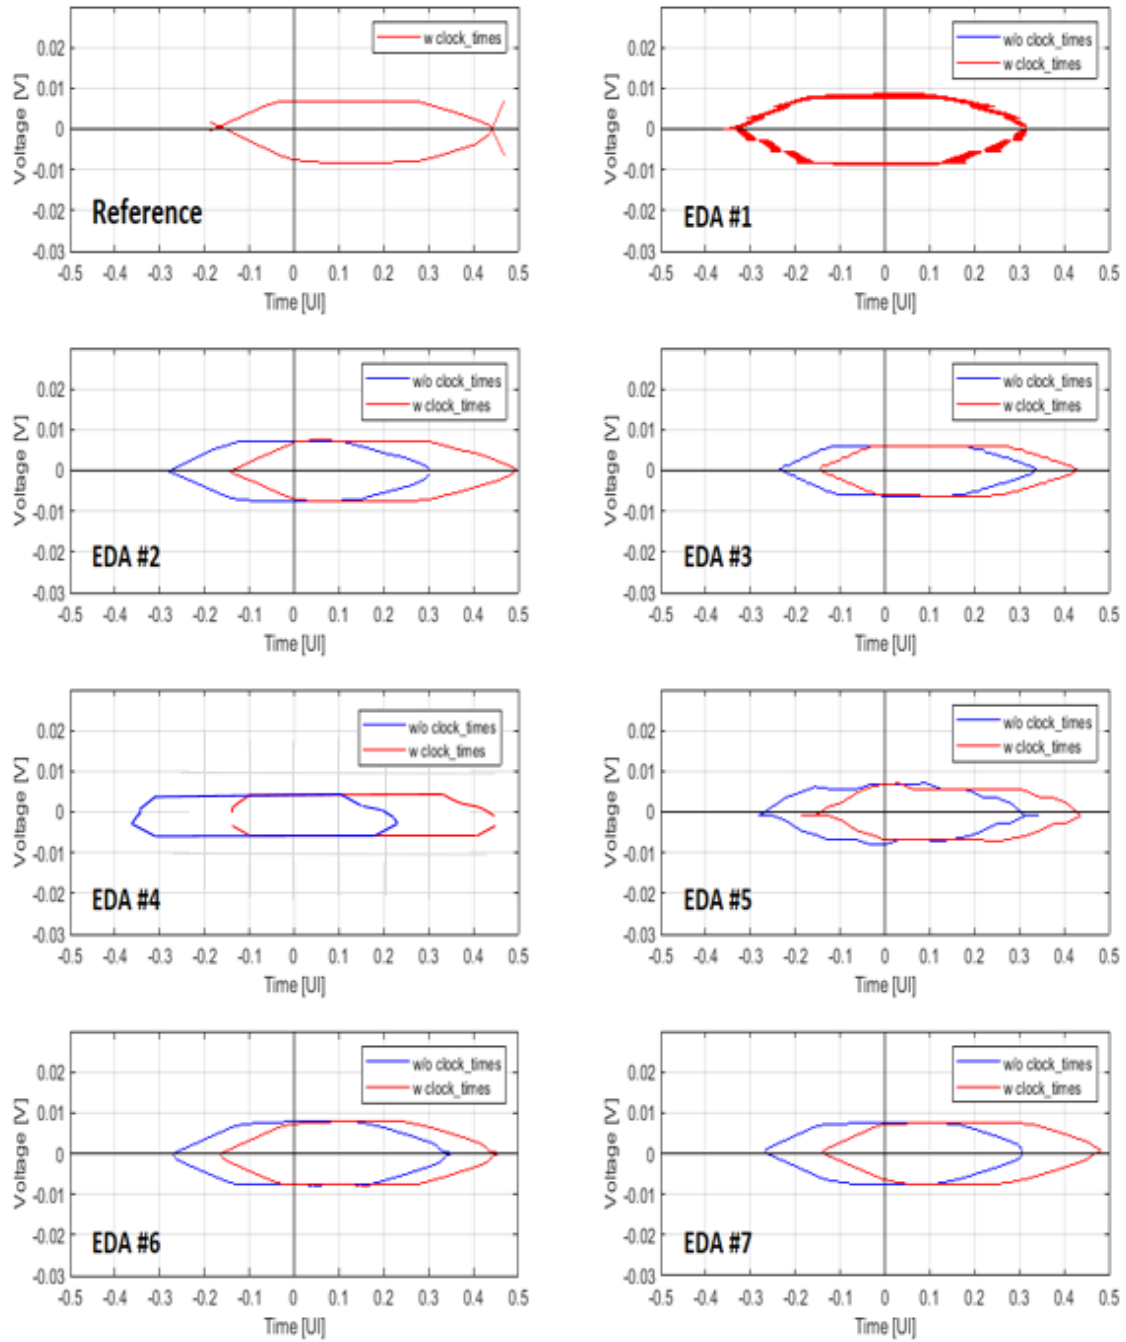 w clock_times
0.02
0.01
0
-0.01
-0.02
-0.03
Voltage [V]
Reference
-0.5 -0.4 -0.3 -0.2 -0.1 0 0.1 0.2 0.3 0.4 0.5
Time [UI]
w/o clock_times
w clock_times
0.02
0.01
0
-0.01
-0.02
-0.03
Voltage [V]
EDA #1
-0.5 -0.4 -0.3 -0.2 -0.1 0 0.1 0.2 0.3 0.4 0.5
Time [UI]
w/o clock_times
w clock_times
0.02
0.01
0
-0.01
-0.02
-0.03
Voltage [V]
EDA #2
-0.5 -0.4 -0.3 -0.2 -0.1 0 0.1 0.2 0.3 0.4 0.5
Time [UI]
w/o clock_times
w clock_times
0.02
0.01
0
-0.01
-0.02
-0.03
Voltage [V]
EDA #3
-0.5 -0.4 -0.3 -0.2 -0.1 0 0.1 0.2 0.3 0.4 0.5
Time [UI]
w/o clock_times
w clock_times
0.02
0.01
0
-0.01
-0.02
-0.03
Voltage [V]
EDA #4
-0.5 -0.4 -0.3 -0.2 -0.1 0 0.1 0.2 0.3 0.4 0.5
Time [UI]
w/o clock_times
w clock_times
0.02
0.01
0
-0.01
-0.02
-0.03
Voltage [V]
EDA #5
-0.5 -0.4 -0.3 -0.2 -0.1 0 0.1 0.2 0.3 0.4 0.5
Time [UI]
w/o clock_times
w clock_times
0.02
0.01
0
-0.01
-0.02
-0.03
Voltage [V]
EDA #6
-0.5 -0.4 -0.3 -0.2 -0.1 0 0.1 0.2 0.3 0.4 0.5
Time [UI]
w/o clock_times
w clock_times
0.02
0.01
0
-0.01
-0.02
-0.03
Voltage [V]
EDA #7
-0.5 -0.4 -0.3 -0.2 -0.1 0 0.1 0.2 0.3 0.4 0.5
Time [UI]